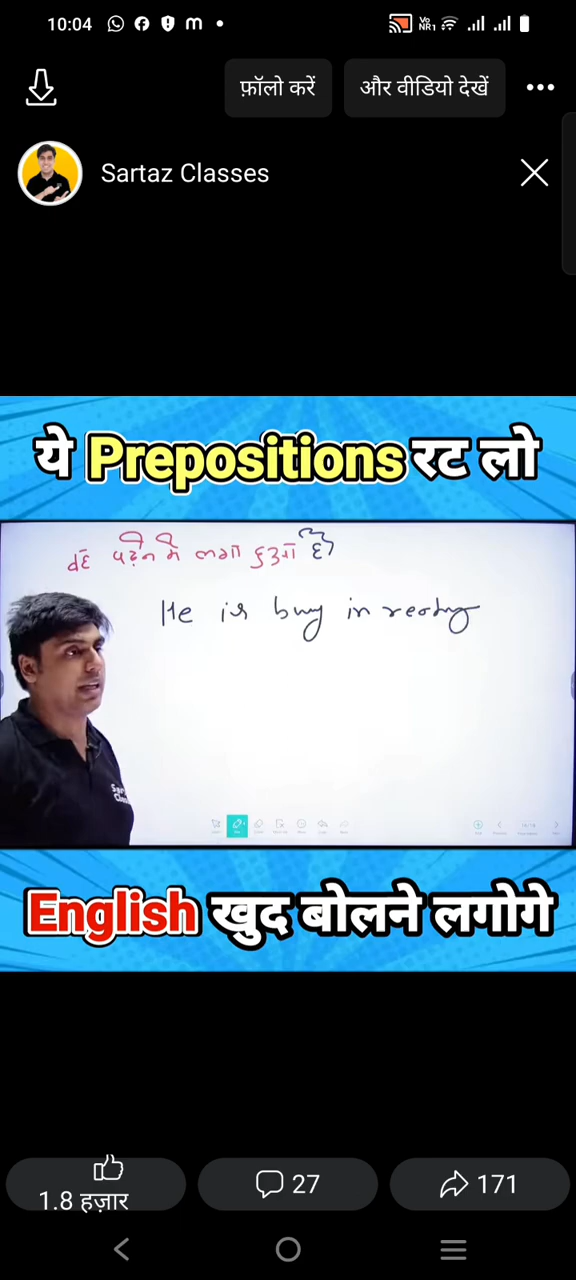 10:04
फ़ॉलो करें
और वीडियो देखें
Sartaz Classes
ये Prepositions रट लो
वह पढ़ने में लगा हुआ है
He is busy in reading
English खुद बोलने लगोगे
1.8 हज़ार
27
171